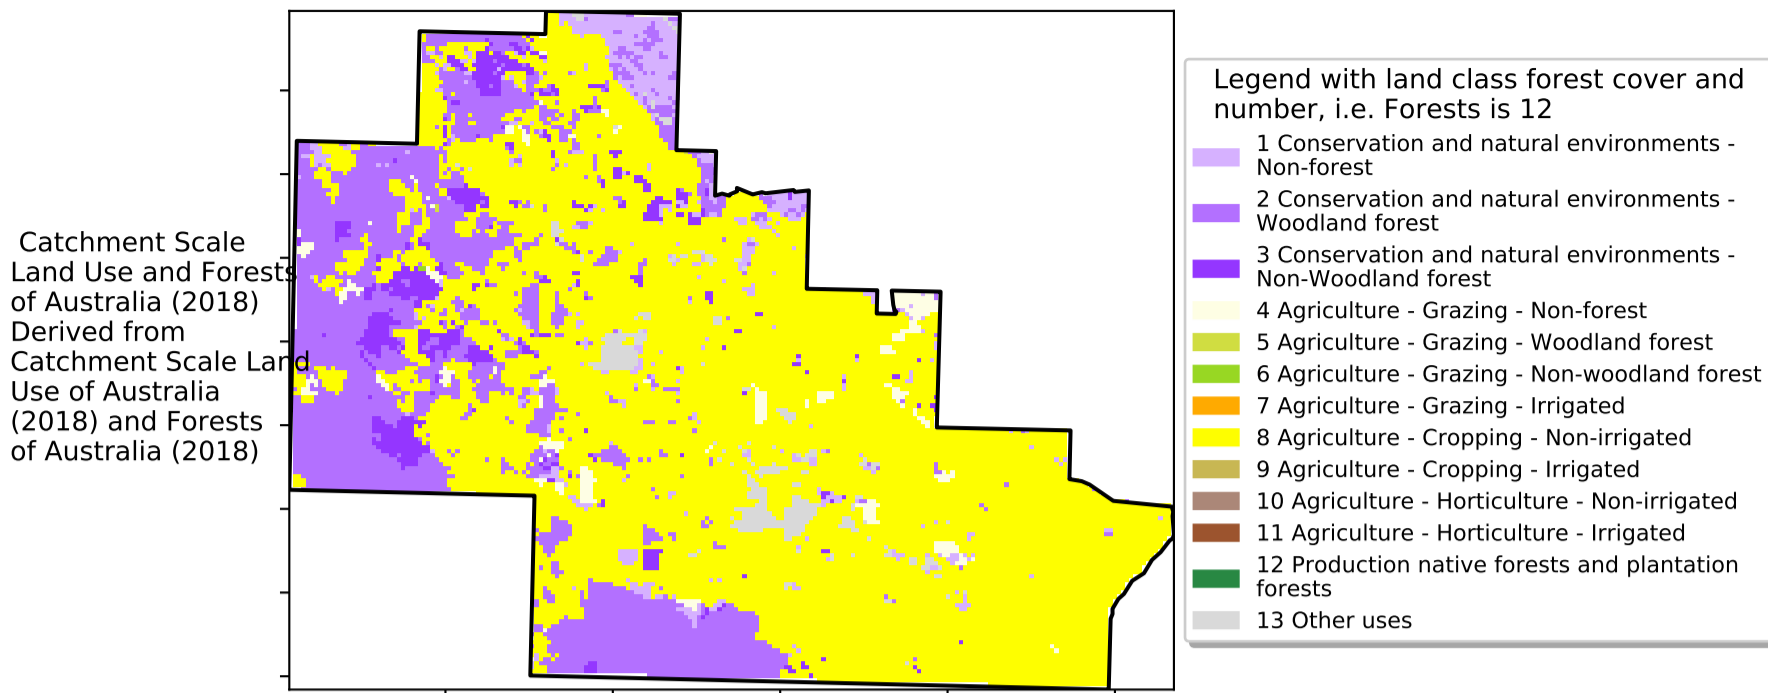 Catchment Scale
Land Use and Forests
of Australia (2018)
Derived from
Catchment Scale Land
Use of Australia
(2018) and Forests
of Australia (2018)
Legend with land class forest cover and
number, i.e. Forests is 12
1 Conservation and natural environments -
Non-forest
2 Conservation and natural environments -
Woodland forest
3 Conservation and natural environments -
Non-Woodland forest
4 Agriculture - Grazing - Non-forest
5 Agriculture - Grazing - Woodland forest
6 Agriculture - Grazing - Non-woodland forest
7 Agriculture - Grazing - Irrigated
8 Agriculture - Cropping - Non-irrigated
9 Agriculture - Cropping - Irrigated
10 Agriculture - Horticulture - Non-irrigated
11 Agriculture - Horticulture - Irrigated
12 Production native forests and plantation
forests
13 Other uses